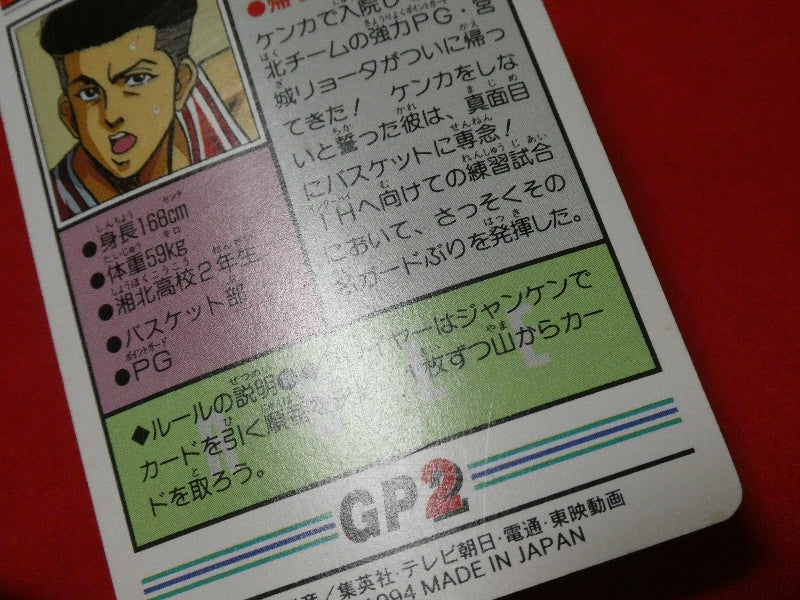 ●帰
ケンカで入院し
北チームの強力PG・宮
城リョータがついに帰っ
てきた！ ケンカをしな
いと誓った彼は、真面目
にバスケットに専念！
IHへ向けての練習試合
において、さっそくその
名ガードぶりを発揮した。
●身長168cm
●体重59kg
●湘北高校2年生
●バスケット部
●PG
◆ルールの説明
ヤーはジャンケンで
カードを引く順番
枚ずつ山からカー
ドを取ろう。
RULE
GP2
集英社・テレビ朝日・電通・東映動画
1994 MADE IN JAPAN